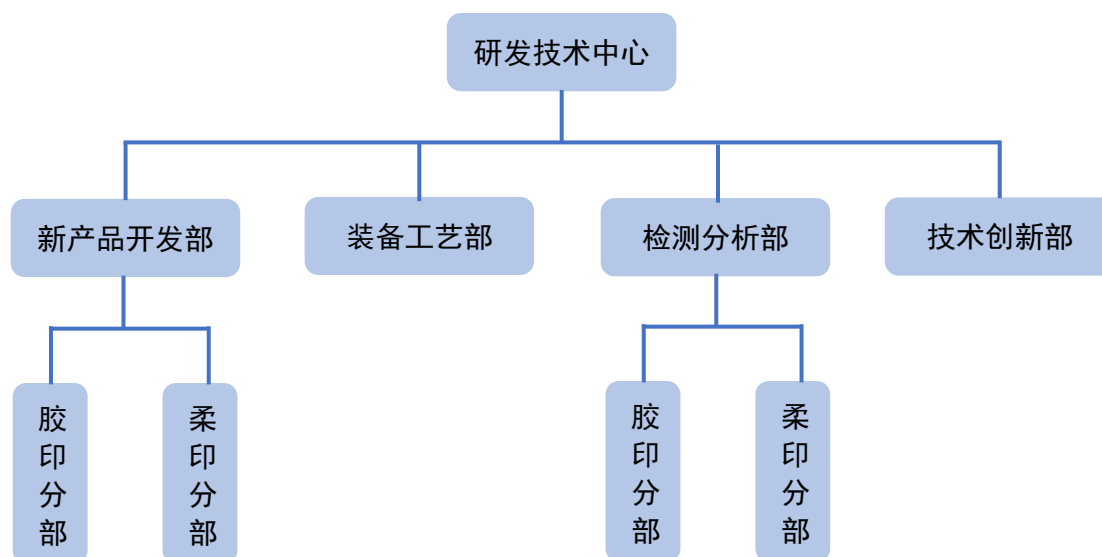 研发技术中心
新产品开发部
装备工艺部
检测分析部
技术创新部
胶印分部
柔印分部
胶印分部
柔印分部